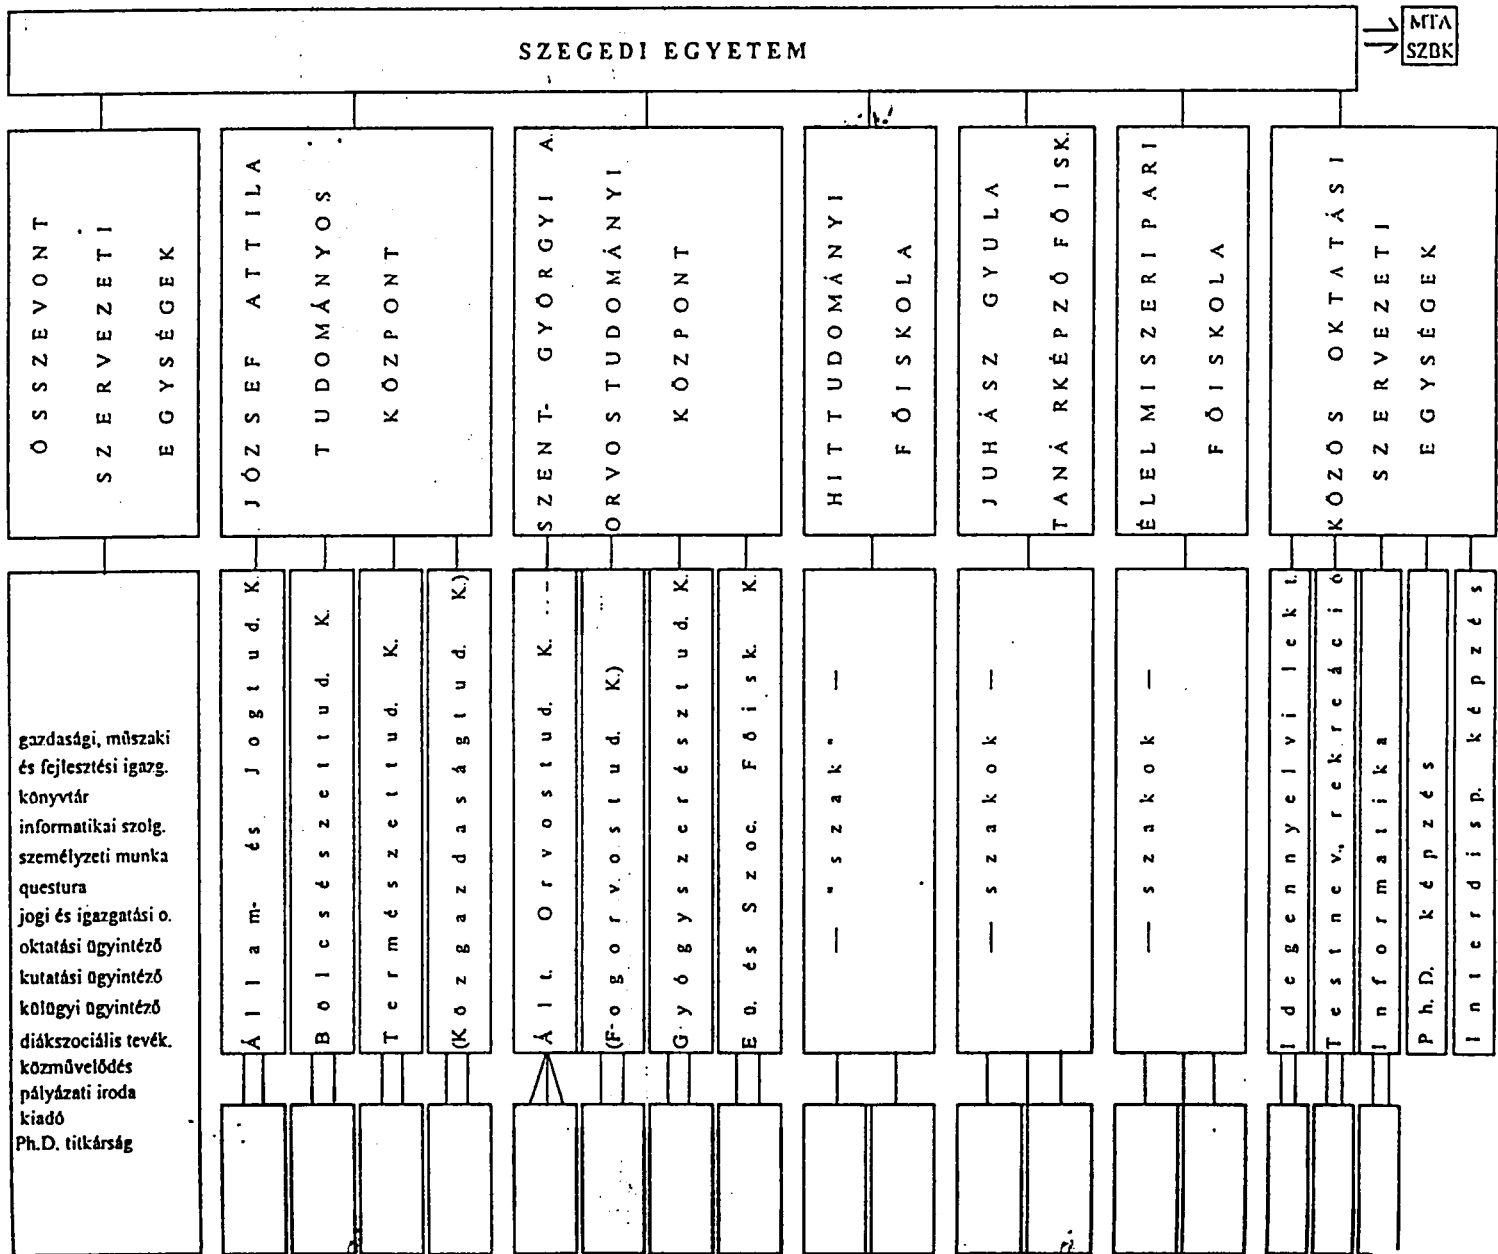 SZEGEDI EGYETEM
MTA
SZBK
ÖSSZEVONT
SZERVEZETI
EGYSÉGEK
JÓZSEF ATTILA
TUDOMÁNYOS
KÖZPONT
SZENT-GYÖRGYI A.
ORVOSTUDOMÁNYI
KÖZPONT
HITTUDOMÁNYI
FŐISKOLA
JUHÁSZ GYULA
TANÁRKÉPZŐ FŐISK.
ÉLELMISZERIPARI
FŐISKOLA
KÖZÖS OKTATÁSI
SZERVEZETI
EGYSÉGEK
gazdasági, műszaki
és fejlesztési igazg.
könyvtár
informatikai szolg.
személyzeti munka
questura
jogi és igazgatási o.
oktatási ügyintéző
kutatási ügyintéző
külügyi ügyintéző
diákszociális tevék.
közművelődés
pályázati iroda
kiadó
Ph.D. titkárság
Állam- és Jogtud. K.
Bölcsészettud. K.
Természettud. K.
(Közgazdaságtud. K.)
Ált. Orvostud. K.
(Fogorvostud. K.)
Gyógyszerésztud. K.
Eü. és Szoc. Főisk. K.
— "szak" —
— szakok —
— szakok —
Idegennyelvi lekt.
Testnev., rekreáció
Informatika
Ph.D. képzés
Interdisp. képzés